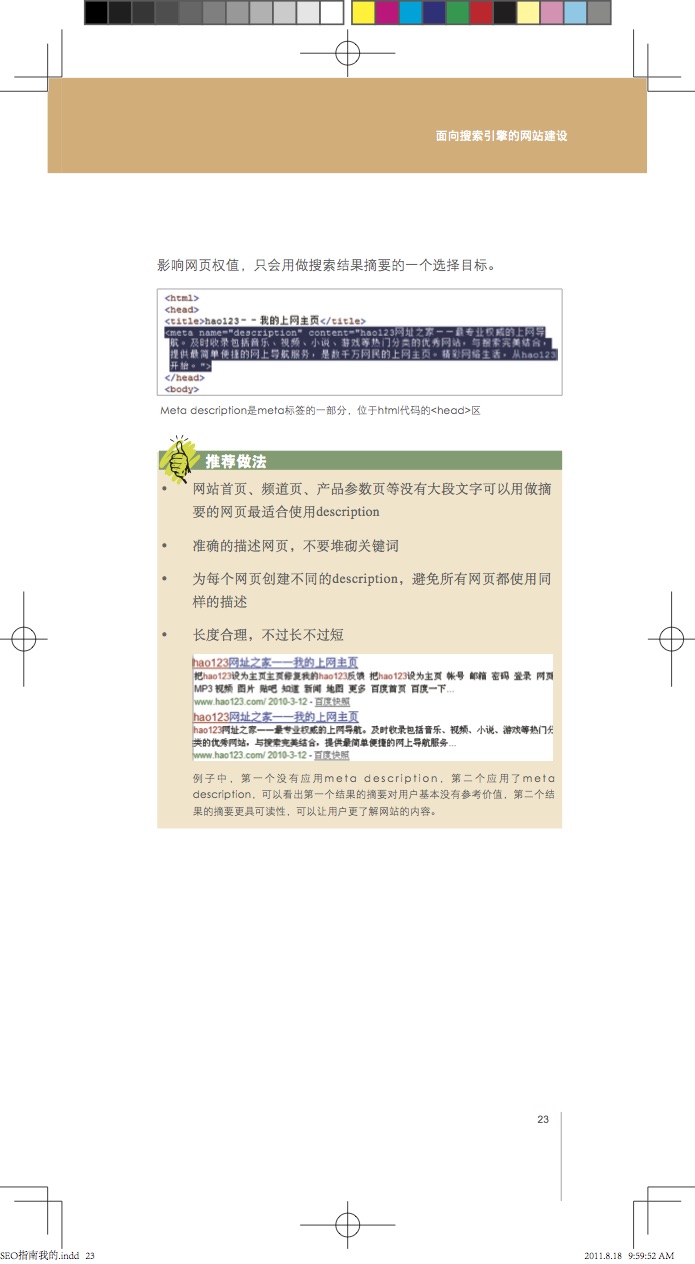 面向搜索引擎的网站建设
影响网页权值，只会用做搜索结果摘要的一个选择目标。
<html>
<head>
<title>hao123--我的上网主页</title>
<meta name="description" content="hao123网址之家——最专业权威的上网导
航。及时收录包括音乐、视频、小说、游戏等热门分类的优秀网站，与搜索完美结合，
提供最简单便捷的网上导航服务，是数千万网民的上网主页。精彩网络生活，从hao123
开始。">
</head>
<body>
Meta description是meta标签的一部分，位于html代码的<head>区
推荐做法
• 网站首页、频道页、产品参数页等没有大段文字可以用做摘
要的网页最适合使用description
• 准确的描述网页，不要堆砌关键词
• 为每个网页创建不同的description，避免所有网页都使用同
样的描述
• 长度合理，不过长不过短
hao123网址之家——我的上网主页
把hao123设为主页主页修复我的hao123反馈 把hao123设为主页 帐号 邮箱 密码 登录 网页
MP3 视频 图片 贴吧 知道 新闻 地图 更多 百度首页 百度一下...
www.hao123.com/ 2010-3-12 - 百度快照
hao123网址之家——我的上网主页
hao123网址之家——最专业权威的上网导航。及时收录包括音乐、视频、小说、游戏等热门分
类的优秀网站，与搜索完美结合，提供最简单便捷的网上导航服务...
www.hao123.com/ 2010-3-12 - 百度快照
例子中，第一个没有应用meta description，第二个应用了meta
description，可以看出第一个结果的摘要对用户基本没有参考价值，第二个结
果的摘要更具可读性，可以让用户更了解网站的内容。
23
SEO指南我的.indd 23
2011.8.18 9:59:52 AM